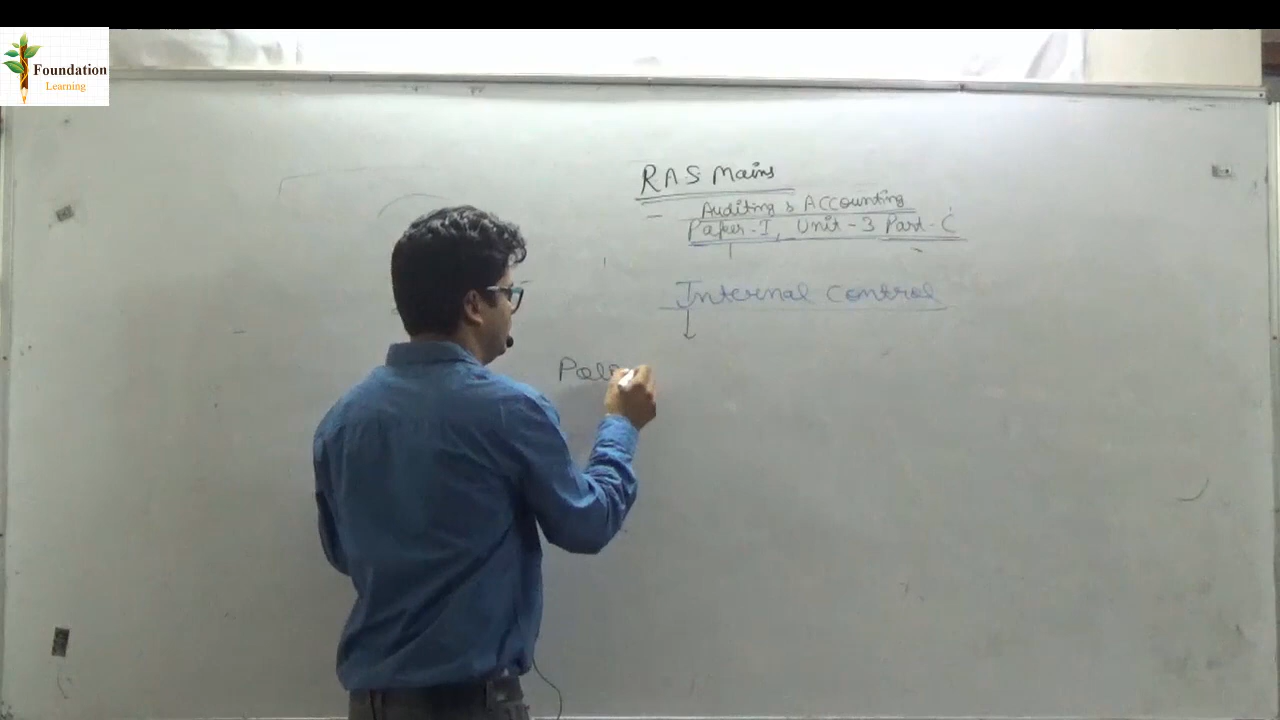 Foundation
Learning
RAS Mains
Auditing & Accounting
Paper-I, Unit-3 Part-C
Internal Control